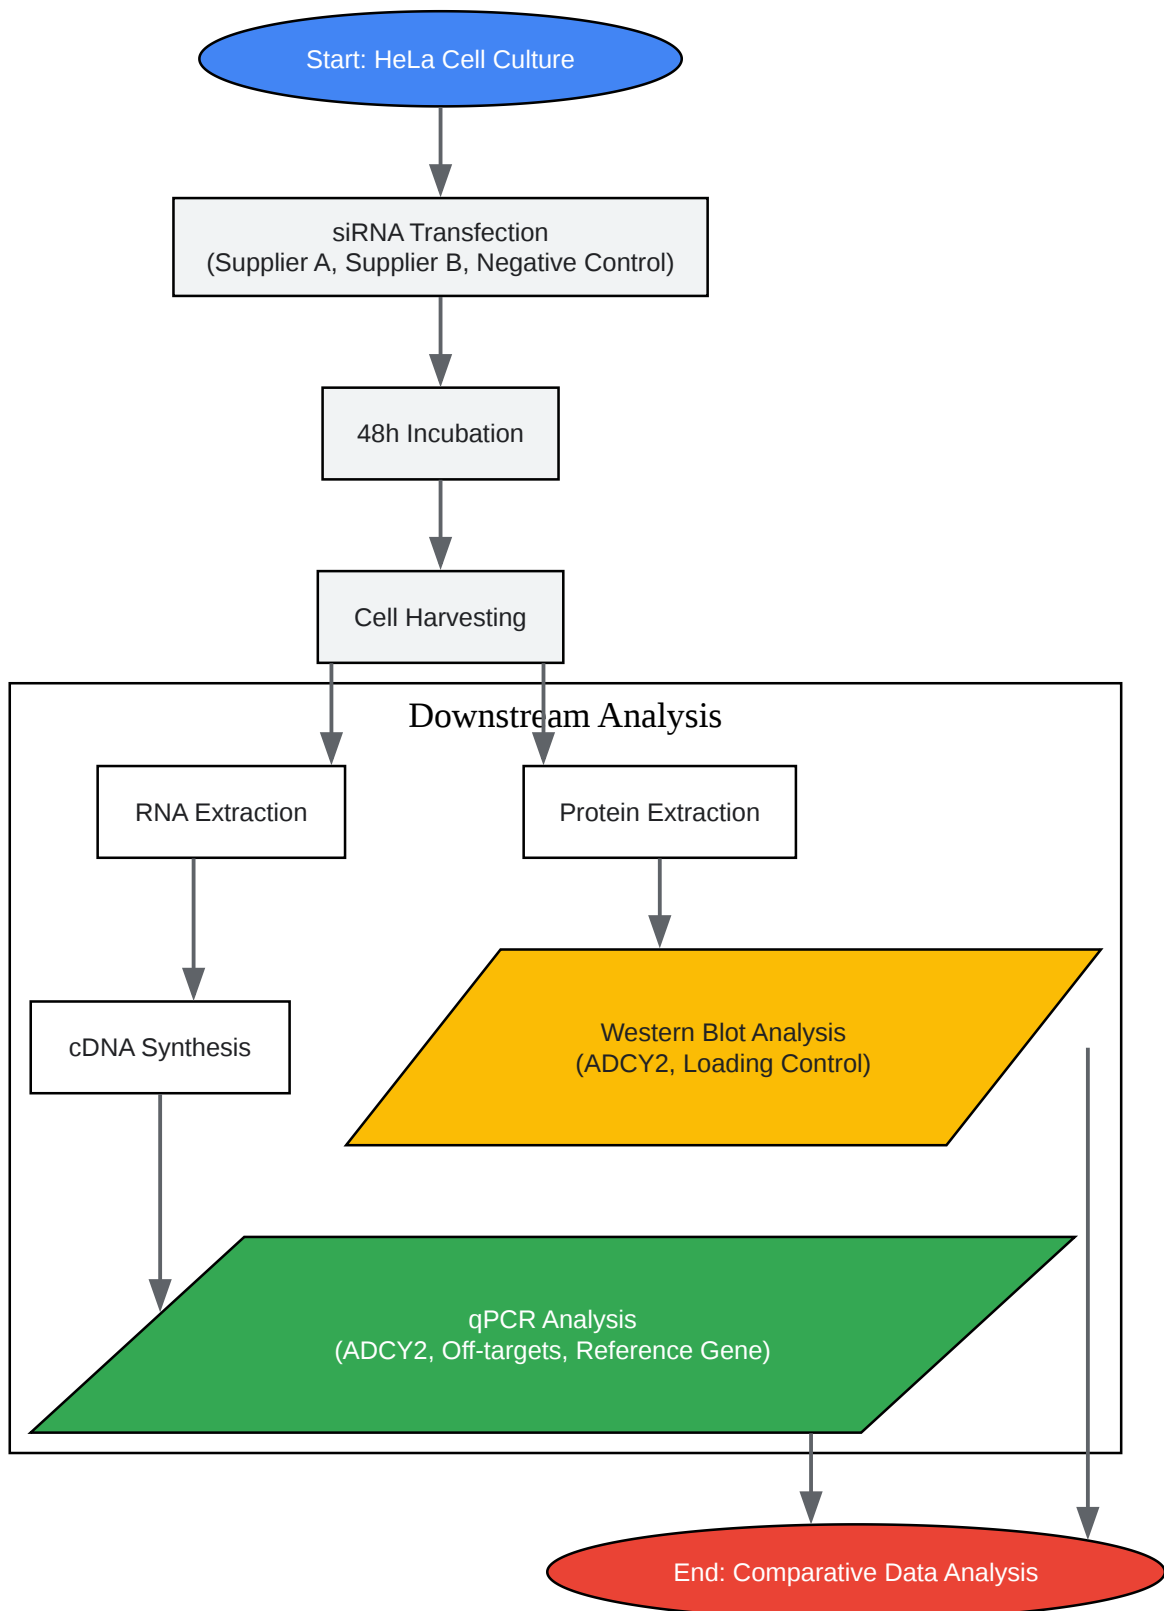 Start: HeLa Cell Culture
siRNA Transfection
(Supplier A, Supplier B, Negative Control)
48h Incubation
Cell Harvesting
Downstream Analysis
RNA Extraction
Protein Extraction
cDNA Synthesis
Western Blot Analysis
(ADCY2, Loading Control)
qPCR Analysis
(ADCY2, Off-targets, Reference Gene)
End: Comparative Data Analysis